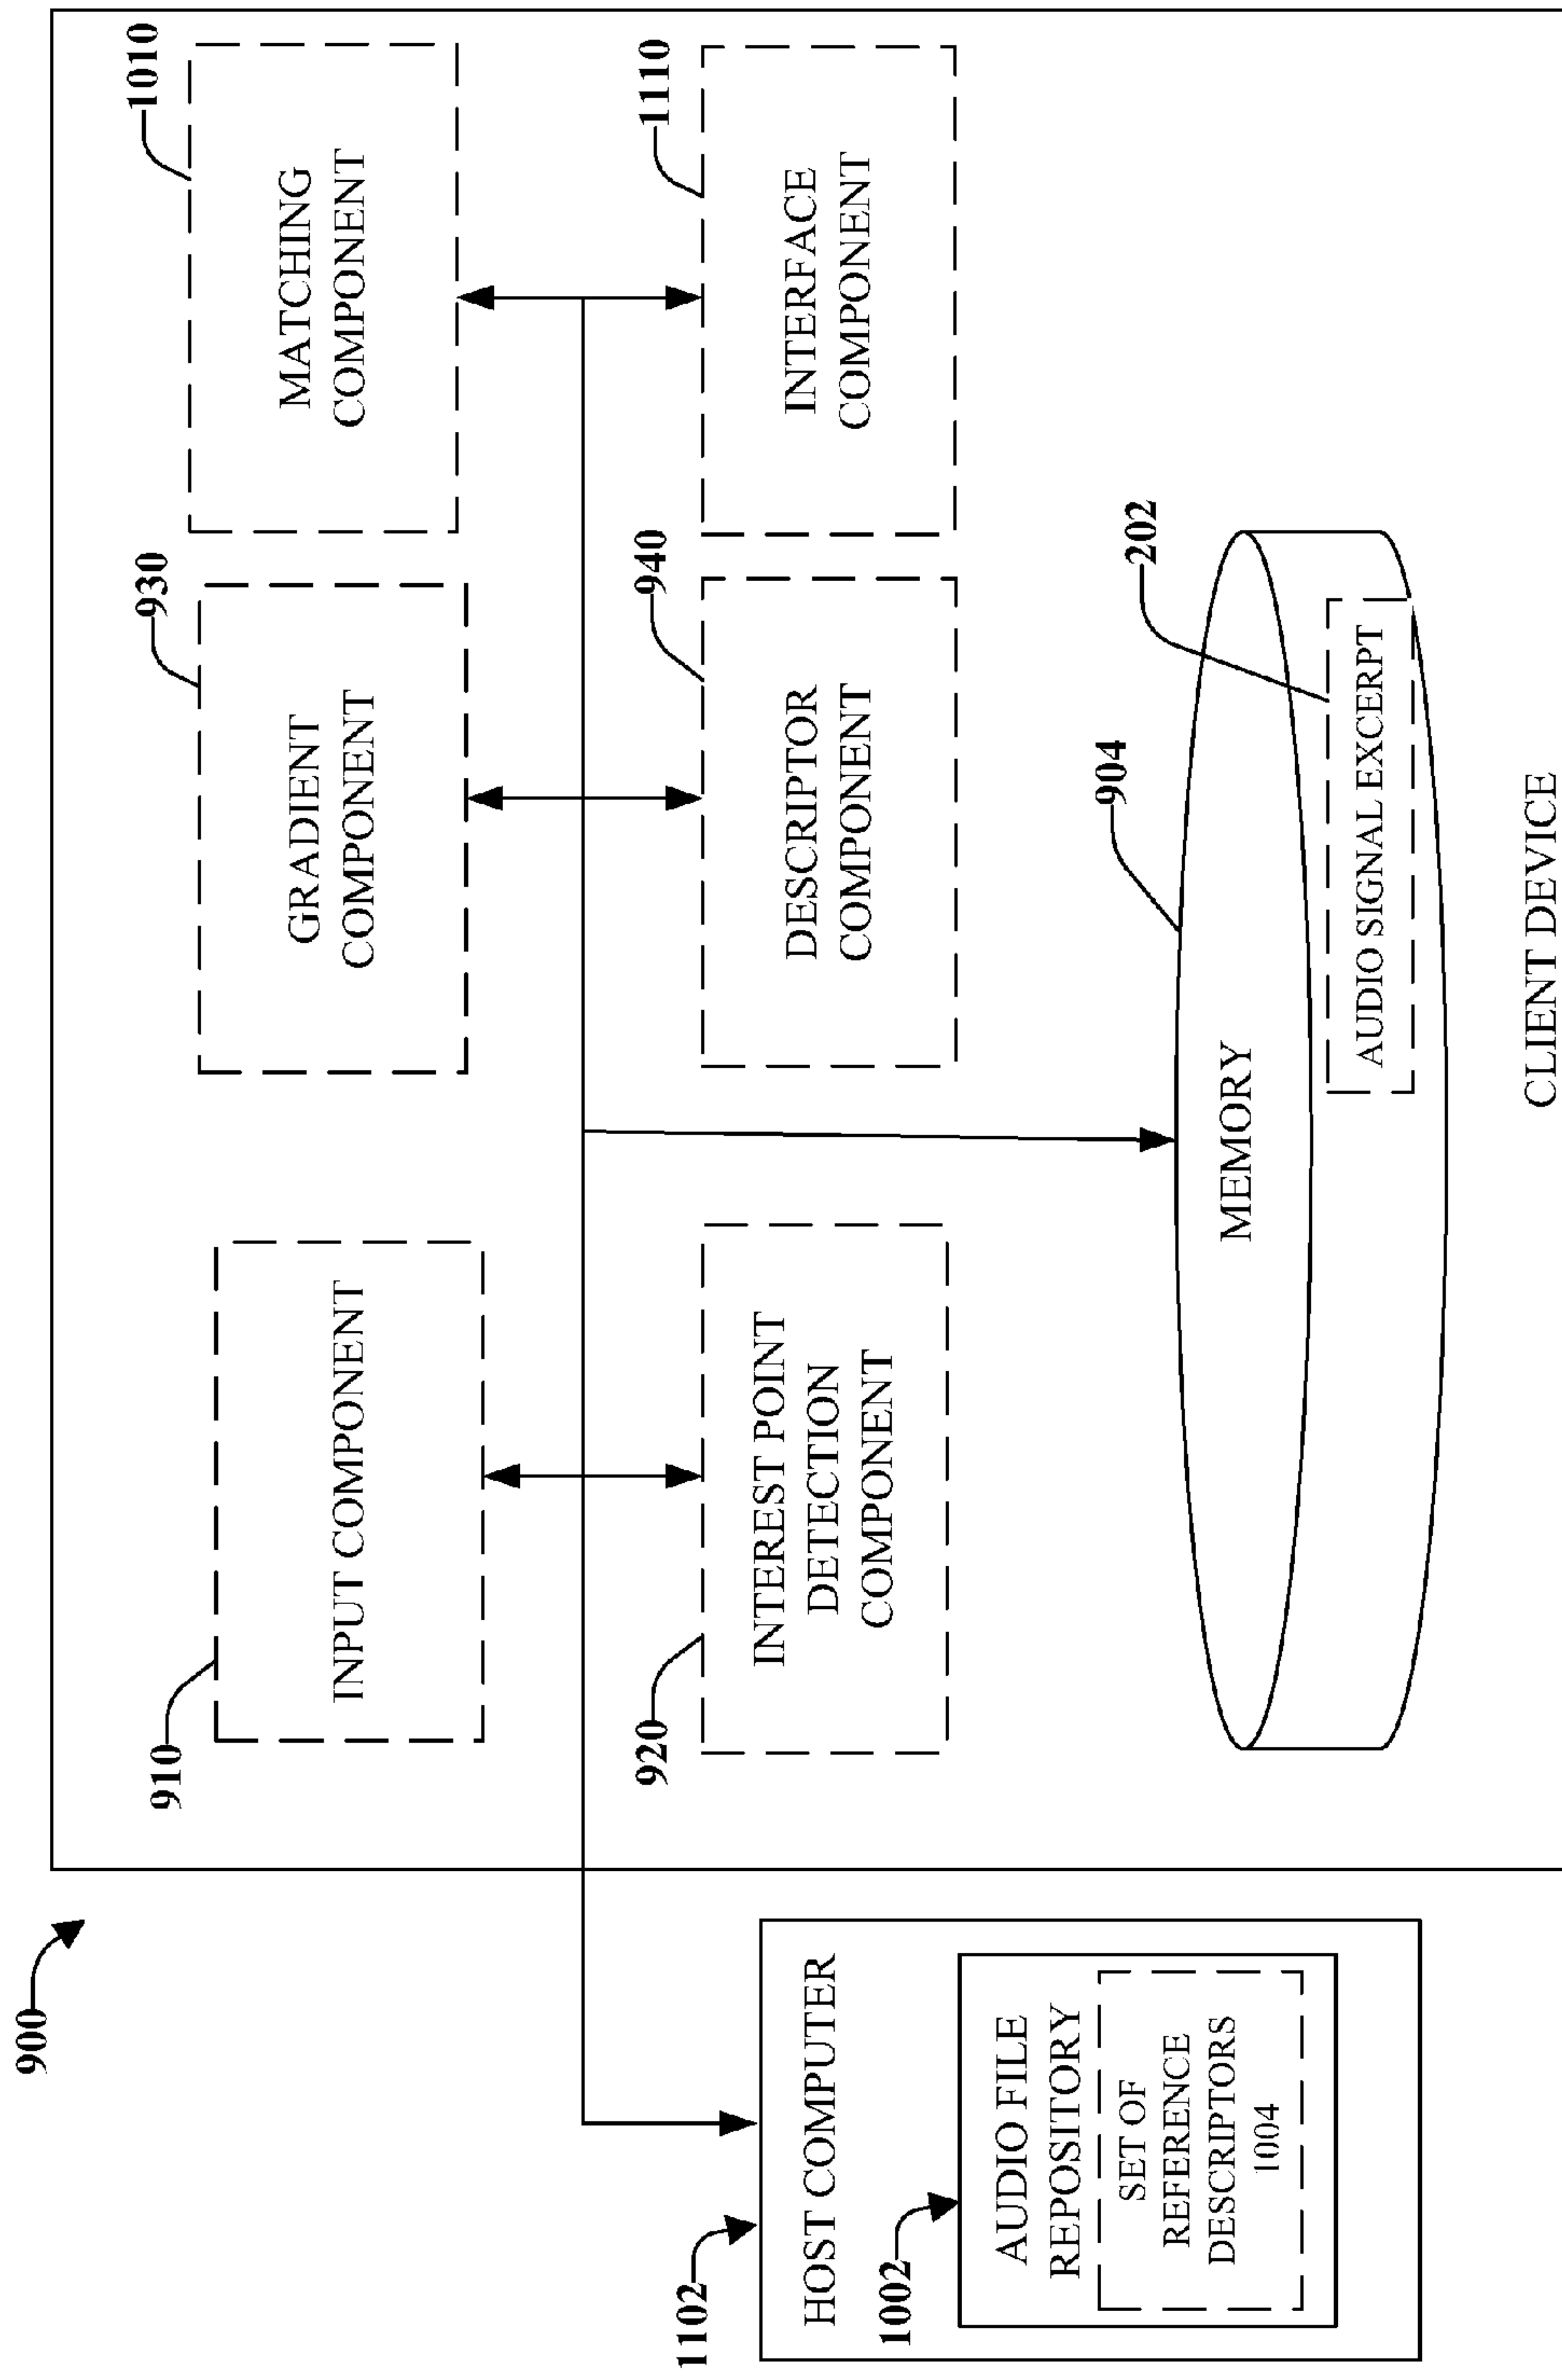 900
910
INPUT COMPONENT
930
GRADIENT
COMPONENT
1010
MATCHING
COMPONENT
920
INTEREST POINT
DETECTION
COMPONENT
940
DESCRIPTOR
COMPONENT
1110
INTERFACE
COMPONENT
1102
HOST COMPUTER
1002
AUDIO FILE
REPOSITORY
SET OF
REFERENCE
DESCRIPTORS
1004
904
MEMORY
202
AUDIO SIGNAL EXCERPT
CLIENT DEVICE